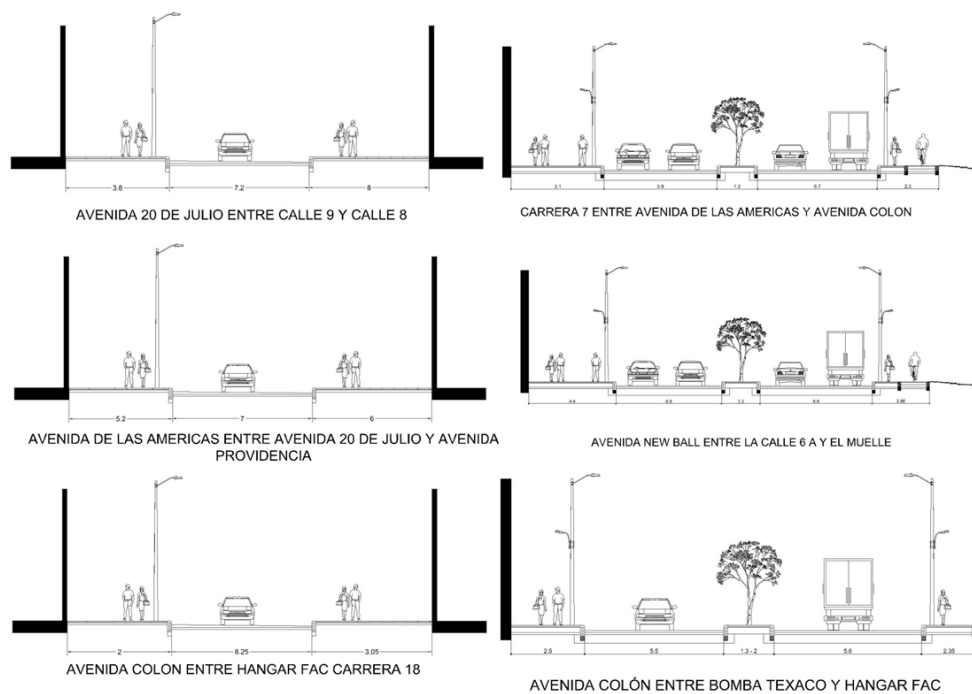 3.8 7.2 8
AVENIDA 20 DE JULIO ENTRE CALLE 9 Y CALLE 8
2.1 1.3 5.7 2.3
CARRERA 7 ENTRE AVENIDA DE LAS AMERICAS Y AVENIDA COLON
5.2 7 6
AVENIDA DE LAS AMERICAS ENTRE AVENIDA 20 DE JULIO Y AVENIDA
PROVIDENCIA
4.4 2.2
AVENIDA NEW BALL ENTRE LA CALLE 6 A Y EL MUELLE
2 8.25 3.05
AVENIDA COLON ENTRE HANGAR FAC CARRERA 18
2.5 5.5 1.3 - 2 5.6 2.35
AVENIDA COLÓN ENTRE BOMBA TEXACO Y HANGAR FAC